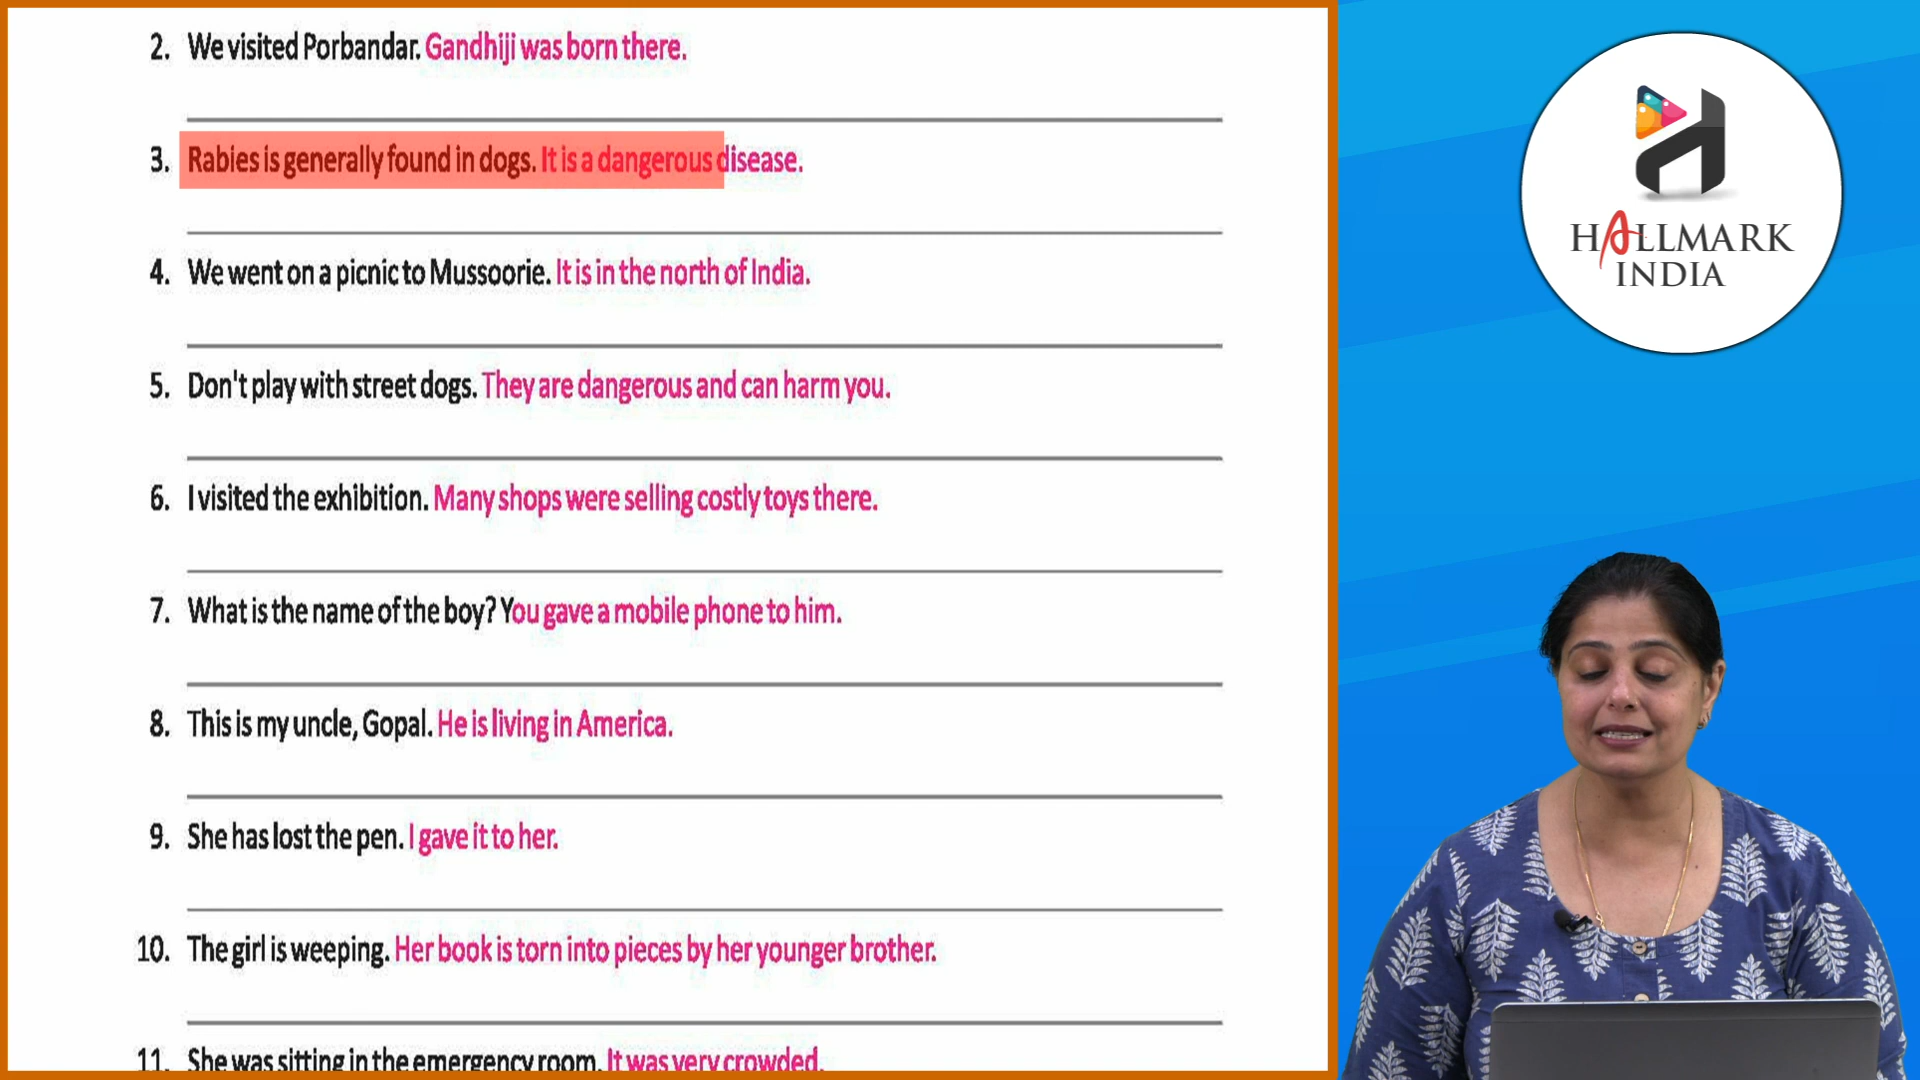 2. We visited Porbandar. Gandhiji was born there.
3. Rabies is generally found in dogs. It is a dangerous disease.
4. We went on a picnic to Mussoorie. It is in the north of India.
5. Don't play with street dogs. They are dangerous and can harm you.
6. I visited the exhibition. Many shops were selling costly toys there.
7. What is the name of the boy? You gave a mobile phone to him.
8. This is my uncle, Gopal. He is living in America.
9. She has lost the pen. I gave it to her.
10. The girl is weeping. Her book is torn into pieces by her younger brother.
11. She was sitting in the emergency room. It was very crowded.
HALLMARK
INDIA